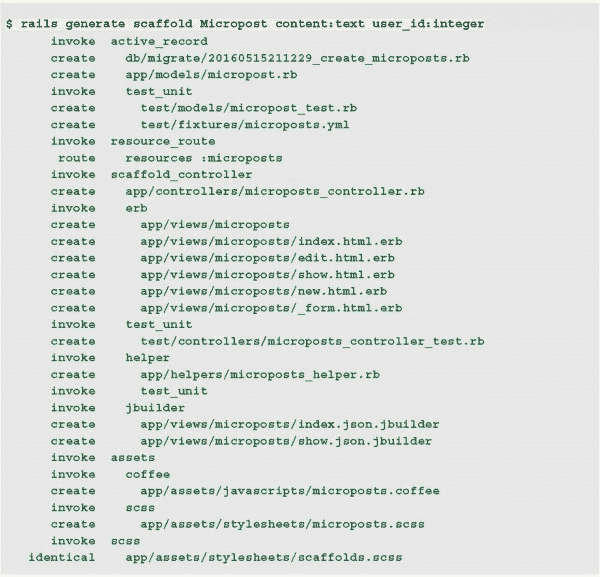 $ rails generate scaffold Micropost content:text user_id:integer
      invoke  active_record
      create    db/migrate/20160515211229_create_microposts.rb
      create    app/models/micropost.rb
      invoke    test_unit
      create      test/models/micropost_test.rb
      create      test/fixtures/microposts.yml
      invoke  resource_route
       route    resources :microposts
      invoke  scaffold_controller
      create    app/controllers/microposts_controller.rb
      invoke    erb
      create      app/views/microposts
      create      app/views/microposts/index.html.erb
      create      app/views/microposts/edit.html.erb
      create      app/views/microposts/show.html.erb
      create      app/views/microposts/new.html.erb
      create      app/views/microposts/_form.html.erb
      invoke    test_unit
      create      test/controllers/microposts_controller_test.rb
      invoke    helper
      create      app/helpers/microposts_helper.rb
      invoke      test_unit
      invoke    jbuilder
      create      app/views/microposts/index.json.jbuilder
      create      app/views/microposts/show.json.jbuilder
      invoke  assets
      invoke    coffee
      create      app/assets/javascripts/microposts.coffee
      invoke    scss
      create      app/assets/stylesheets/microposts.scss
      invoke  scss
   identical    app/assets/stylesheets/scaffolds.scss